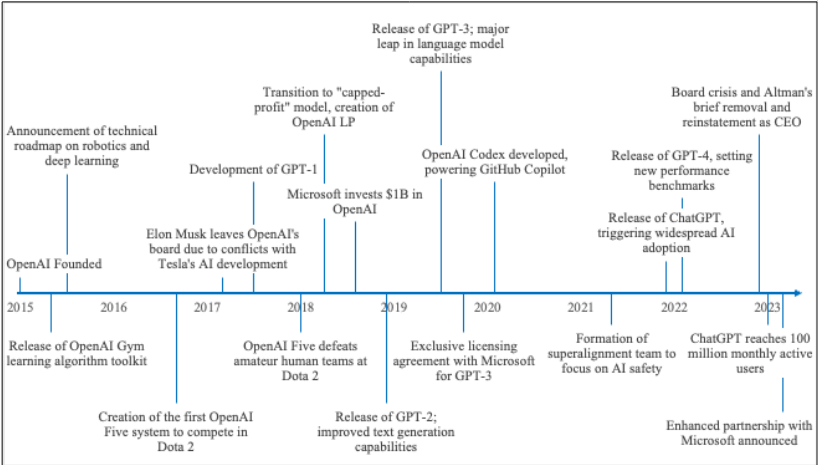 Release of GPT-3; major
leap in language model
capabilities
Transition to "capped-
profit" model, creation of
OpenAI LP
Board crisis and Altman's
brief removal and
reinstatement as CEO
Announcement of technical
roadmap on robotics and
deep learning
Development of GPT-1
OpenAI Codex developed,
powering GitHub Copilot
Release of GPT-4, setting
new performance
benchmarks
Microsoft invests $1B in
OpenAI
Elon Musk leaves OpenAI's
board due to conflicts with
Tesla's AI development
Release of ChatGPT,
triggering widespread AI
adoption
OpenAI Founded
2015 2016 2017 2018 2019 2020 2021 2022 2023
Release of OpenAI Gym
learning algorithm toolkit
OpenAI Five defeats
amateur human teams at
Dota 2
Exclusive licensing
agreement with Microsoft
for GPT-3
Formation of
superalignment team to
focus on AI safety
ChatGPT reaches 100
million monthly active
users
Creation of the first OpenAI
Five system to compete in
Dota 2
Release of GPT-2;
improved text generation
capabilities
Enhanced partnership with
Microsoft announced